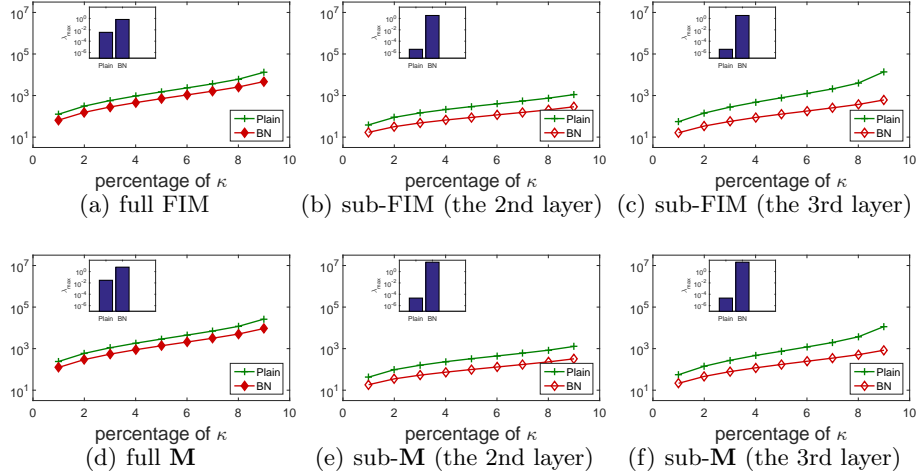 10^7
10^5
10^3
10^1
λmax
10^0
10^-2
10^-4
10^-6
Plain BN
Plain
BN
0 2 4 6 8 10
percentage of κ
(a) full FIM
10^7
10^5
10^3
10^1
λmax
10^0
10^-2
10^-4
10^-6
Plain BN
Plain
BN
0 2 4 6 8 10
percentage of κ
(b) sub-FIM (the 2nd layer)
10^7
10^5
10^3
10^1
λmax
10^0
10^-2
10^-4
10^-6
Plain BN
Plain
BN
0 2 4 6 8 10
percentage of κ
(c) sub-FIM (the 3rd layer)
10^7
10^5
10^3
10^1
λmax
10^0
10^-2
10^-4
10^-6
Plain BN
Plain
BN
0 2 4 6 8 10
percentage of κ
(d) full M
10^7
10^5
10^3
10^1
λmax
10^0
10^-2
10^-4
10^-6
Plain BN
Plain
BN
0 2 4 6 8 10
percentage of κ
(e) sub-M (the 2nd layer)
10^7
10^5
10^3
10^1
λmax
10^0
10^-2
10^-4
10^-6
Plain BN
Plain
BN
0 2 4 6 8 10
percentage of κ
(f) sub-M (the 3rd layer)